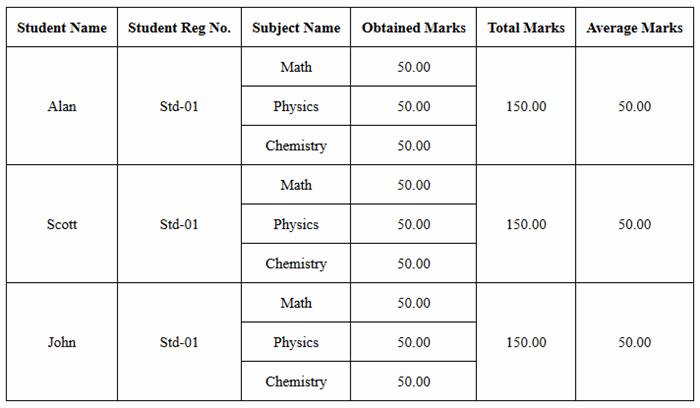 Student Name Student Reg No. Subject Name Obtained Marks Total Marks Average Marks
Math 50.00
Alan Std-01 Physics 50.00 150.00 50.00
Chemistry 50.00
Math 50.00
Scott Std-01 Physics 50.00 150.00 50.00
Chemistry 50.00
Math 50.00
John Std-01 Physics 50.00 150.00 50.00
Chemistry 50.00